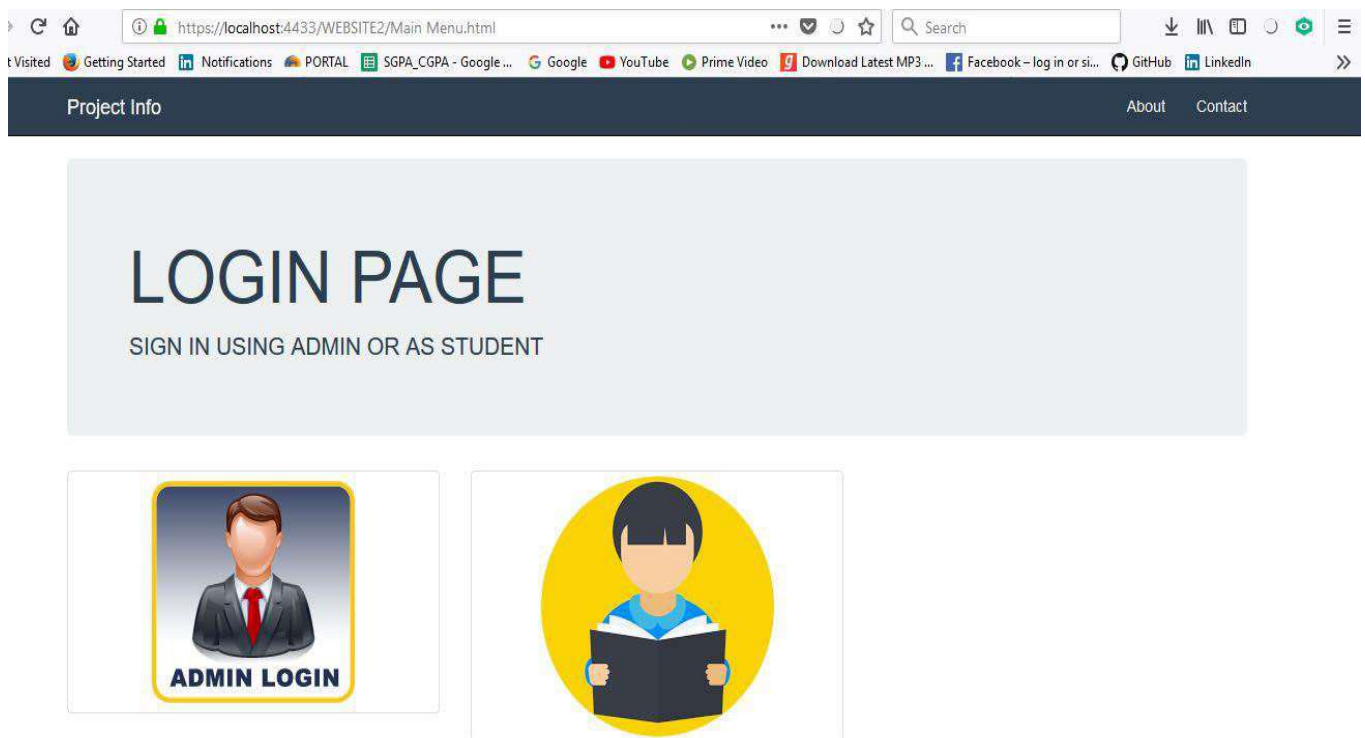 https://localhost:4433/WEBSITE2/Main Menu.html
Search
t Visited Getting Started Notifications PORTAL SGPA_CGPA - Google ... Google YouTube Prime Video Download Latest MP3 ... Facebook – log in or si... GitHub LinkedIn
Project Info About Contact
LOGIN PAGE
SIGN IN USING ADMIN OR AS STUDENT
ADMIN LOGIN